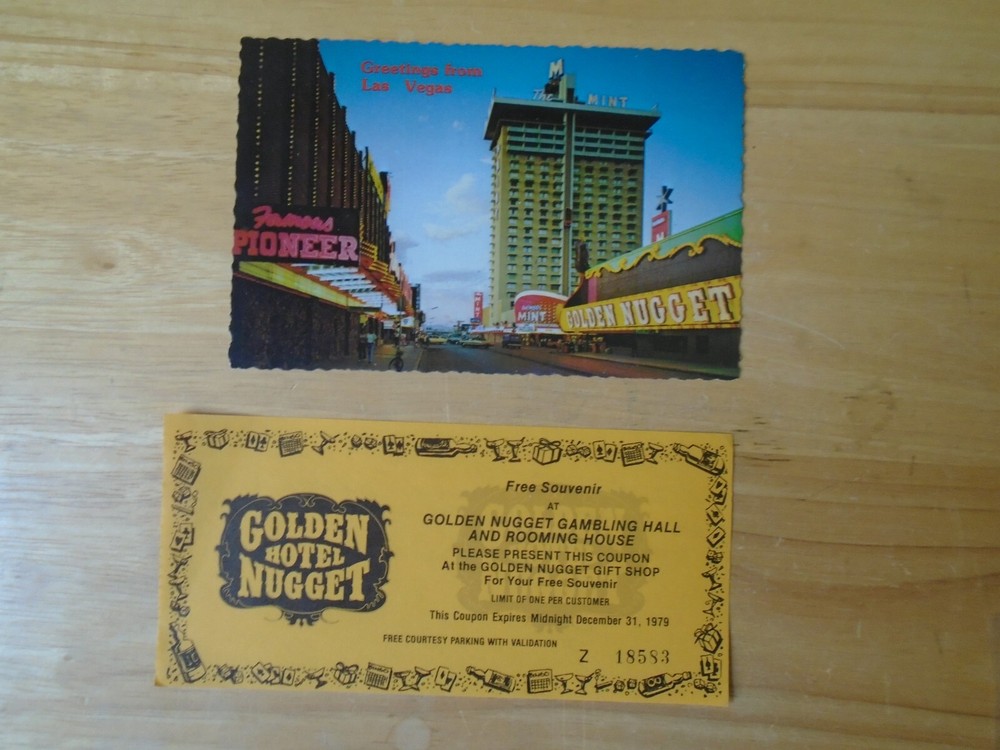 Greetings from
Las Vegas
M
The MINT
Famous
PIONEER
MINT
GOLDEN NUGGET
GOLDEN
HOTEL
NUGGET
Free Souvenir
AT
GOLDEN NUGGET GAMBLING HALL
AND ROOMING HOUSE
PLEASE PRESENT THIS COUPON
At the GOLDEN NUGGET GIFT SHOP
For Your Free Souvenir
LIMIT OF ONE PER CUSTOMER
This Coupon Expires Midnight December 31, 1979
FREE COURTESY PARKING WITH VALIDATION
Z 18583